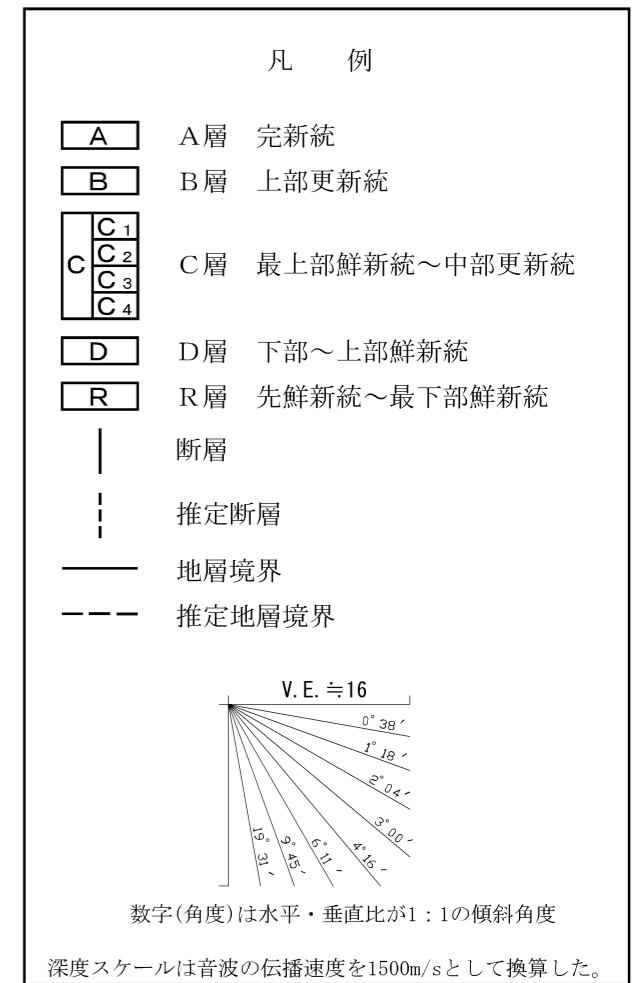 凡　例
A　A層　完新統
B　B層　上部更新統
C　C1　C2　C3　C4　C層　最上部鮮新統～中部更新統
D　D層　下部～上部鮮新統
R　R層　先鮮新統～最下部鮮新統
断層
推定断層
地層境界
推定地層境界
V.E.≒16
0°38′
1°18′
2°04′
3°00′
4°16′
6°11′
9°45′
19°31′
数字(角度)は水平・垂直比が1：1の傾斜角度
深度スケールは音波の伝播速度を1500m/sとして換算した。